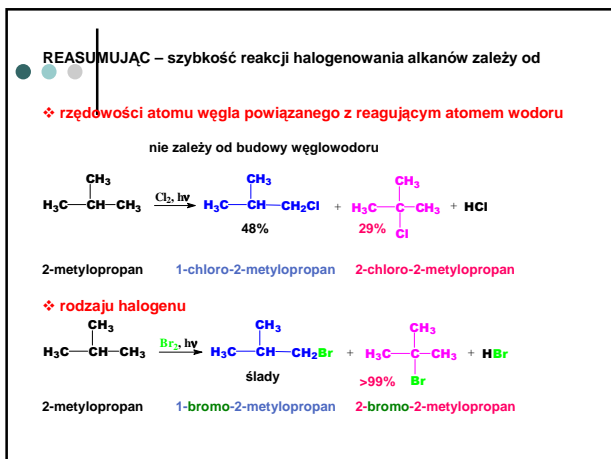 REASUMUJĄC – szybkość reakcji halogenowania alkanów zależy od
❖ rzędowości atomu węgla powiązanego z reagującym atomem wodoru
nie zależy od budowy węglowodoru
CH₃ CH₃ CH₃
H₃C—CH—CH₃ Cl₂, hν H₃C—CH—CH₂Cl + H₃C—C—CH₃ + HCl
Cl
48% 29%
2-metylopropan 1-chloro-2-metylopropan 2-chloro-2-metylopropan
❖ rodzaju halogenu
CH₃ CH₃ CH₃
H₃C—CH—CH₃ Br₂, hν H₃C—CH—CH₂Br + H₃C—C—CH₃ + HBr
Br
ślady >99%
2-metylopropan 1-bromo-2-metylopropan 2-bromo-2-metylopropan